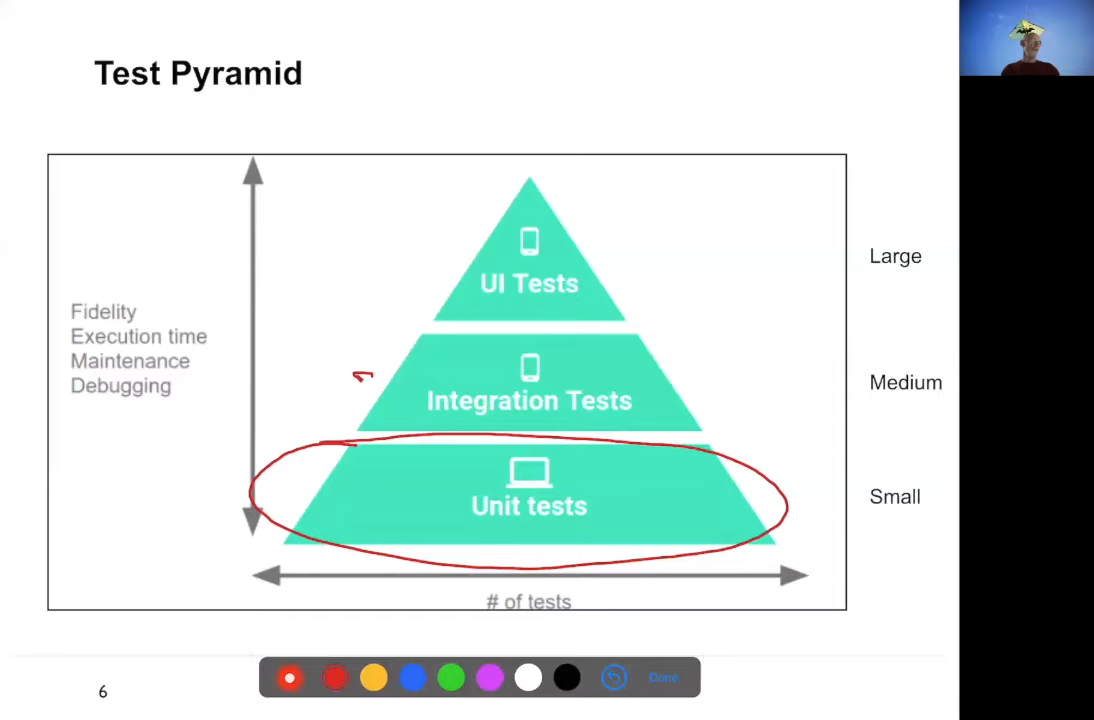 Test Pyramid
UI Tests
Large
Fidelity
Execution time
Maintenance
Debugging
Integration Tests
Medium
Unit tests
Small
# of tests
6
Done